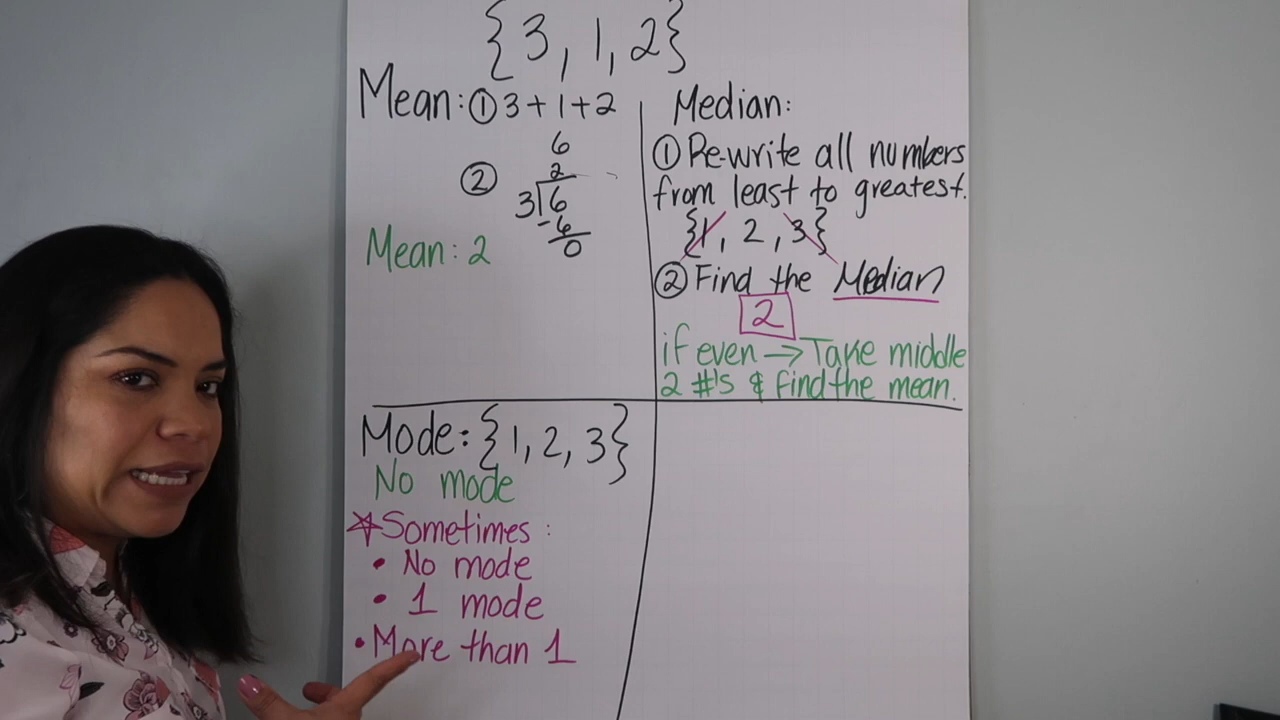 {3, 1, 2}
Mean: ① 3 + 1 + 2
6
② 2
3 6
- 6
0
Mean: 2
Median:
① Re-write all numbers
from least to greatest.
{1, 2, 3}
② Find the Median
2
if even → Take middle
2 #'s & find the mean.
Mode: {1, 2, 3}
No mode
☆ Sometimes :
• No mode
• 1 mode
• More than 1